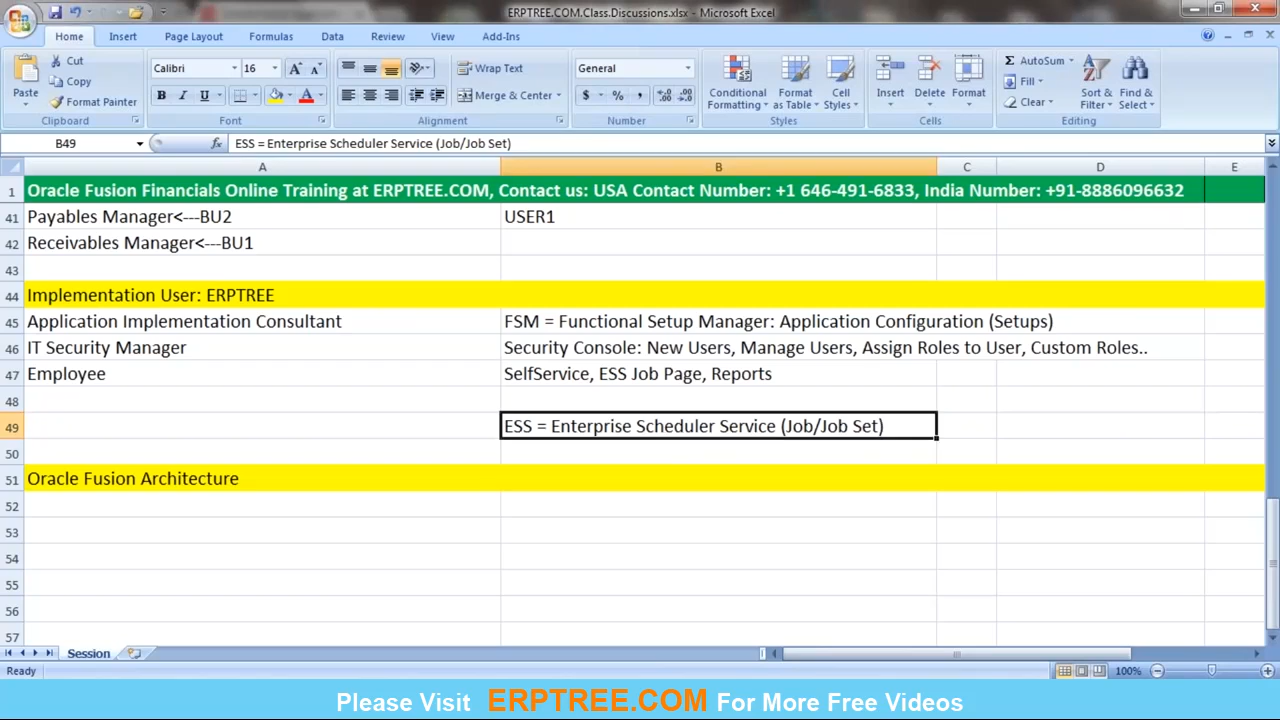 ERPTREE.COM.Class.Discussions.xlsx - Microsoft Excel
Home Insert Page Layout Formulas Data Review View Add-Ins
Paste Cut Copy Format Painter Clipboard
Calibri 16 A A B I U A Font
Wrap Text Merge & Center Alignment
General $ % , Number
Conditional Formatting Format as Table Cell Styles Styles
Insert Delete Format Cells
Σ AutoSum Fill Clear Sort & Filter Find & Select Editing
B49 fx ESS = Enterprise Scheduler Service (Job/Job Set)
A B C D E
1 Oracle Fusion Financials Online Training at ERPTREE.COM, Contact us: USA Contact Number: +1 646-491-6833, India Number: +91-8886096632
41 Payables Manager<---BU2 USER1
42 Receivables Manager<---BU1
43
44 Implementation User: ERPTREE
45 Application Implementation Consultant FSM = Functional Setup Manager: Application Configuration (Setups)
46 IT Security Manager Security Console: New Users, Manage Users, Assign Roles to User, Custom Roles..
47 Employee SelfService, ESS Job Page, Reports
48
49 ESS = Enterprise Scheduler Service (Job/Job Set)
50
51 Oracle Fusion Architecture
52
53
54
55
56
57
Session
Ready 100%
Please Visit ERPTREE.COM For More Free Videos